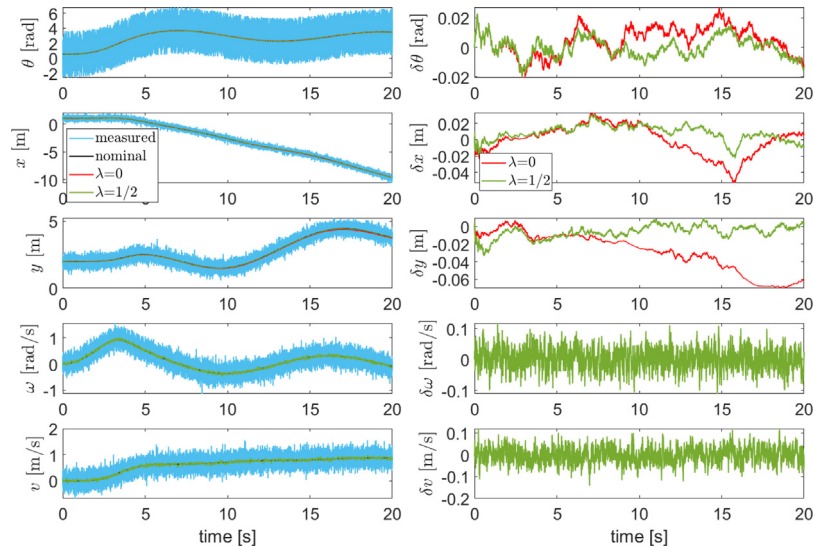 θ [rad]
6
4
2
0
-2
0 5 10 15 20
δθ [rad]
0.02
0
-0.02
0 5 10 15 20
x [m]
0
-5
-10
measured
nominal
λ=0
λ=1/2
0 5 10 15 20
δx [m]
0.02
0
-0.02
-0.04
λ=0
λ=1/2
0 5 10 15 20
y [m]
5
0
0 5 10 15 20
δy [m]
0
-0.02
-0.04
-0.06
0 5 10 15 20
ω [rad/s]
1
0
-1
0 5 10 15 20
δω [rad/s]
0.1
0
-0.1
0 5 10 15 20
v [m/s]
2
1
0
-1
0 5 10 15 20
time [s]
δv [m/s]
0.1
0
-0.1
-0.2
0 5 10 15 20
time [s]